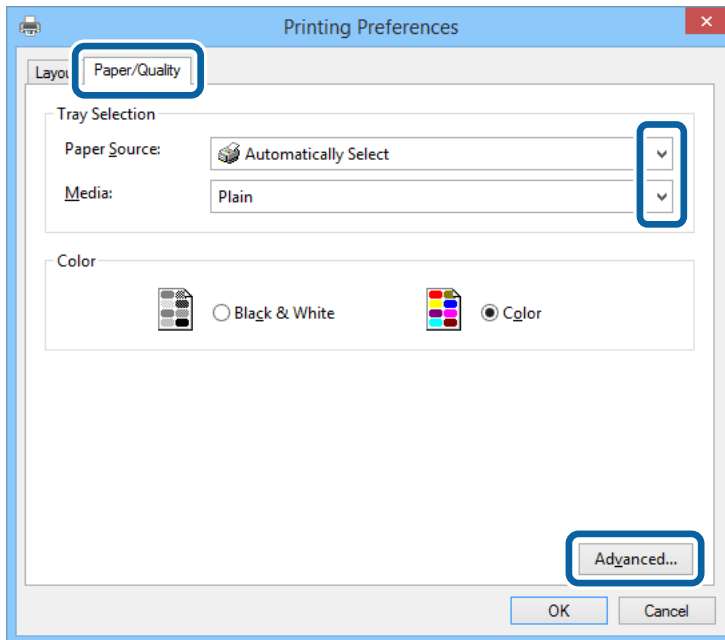 Printing Preferences
Paper/Quality
Tray Selection
Paper Source: Automatically Select
Media: Plain
Color
Black & White Color
Advanced...
OK Cancel